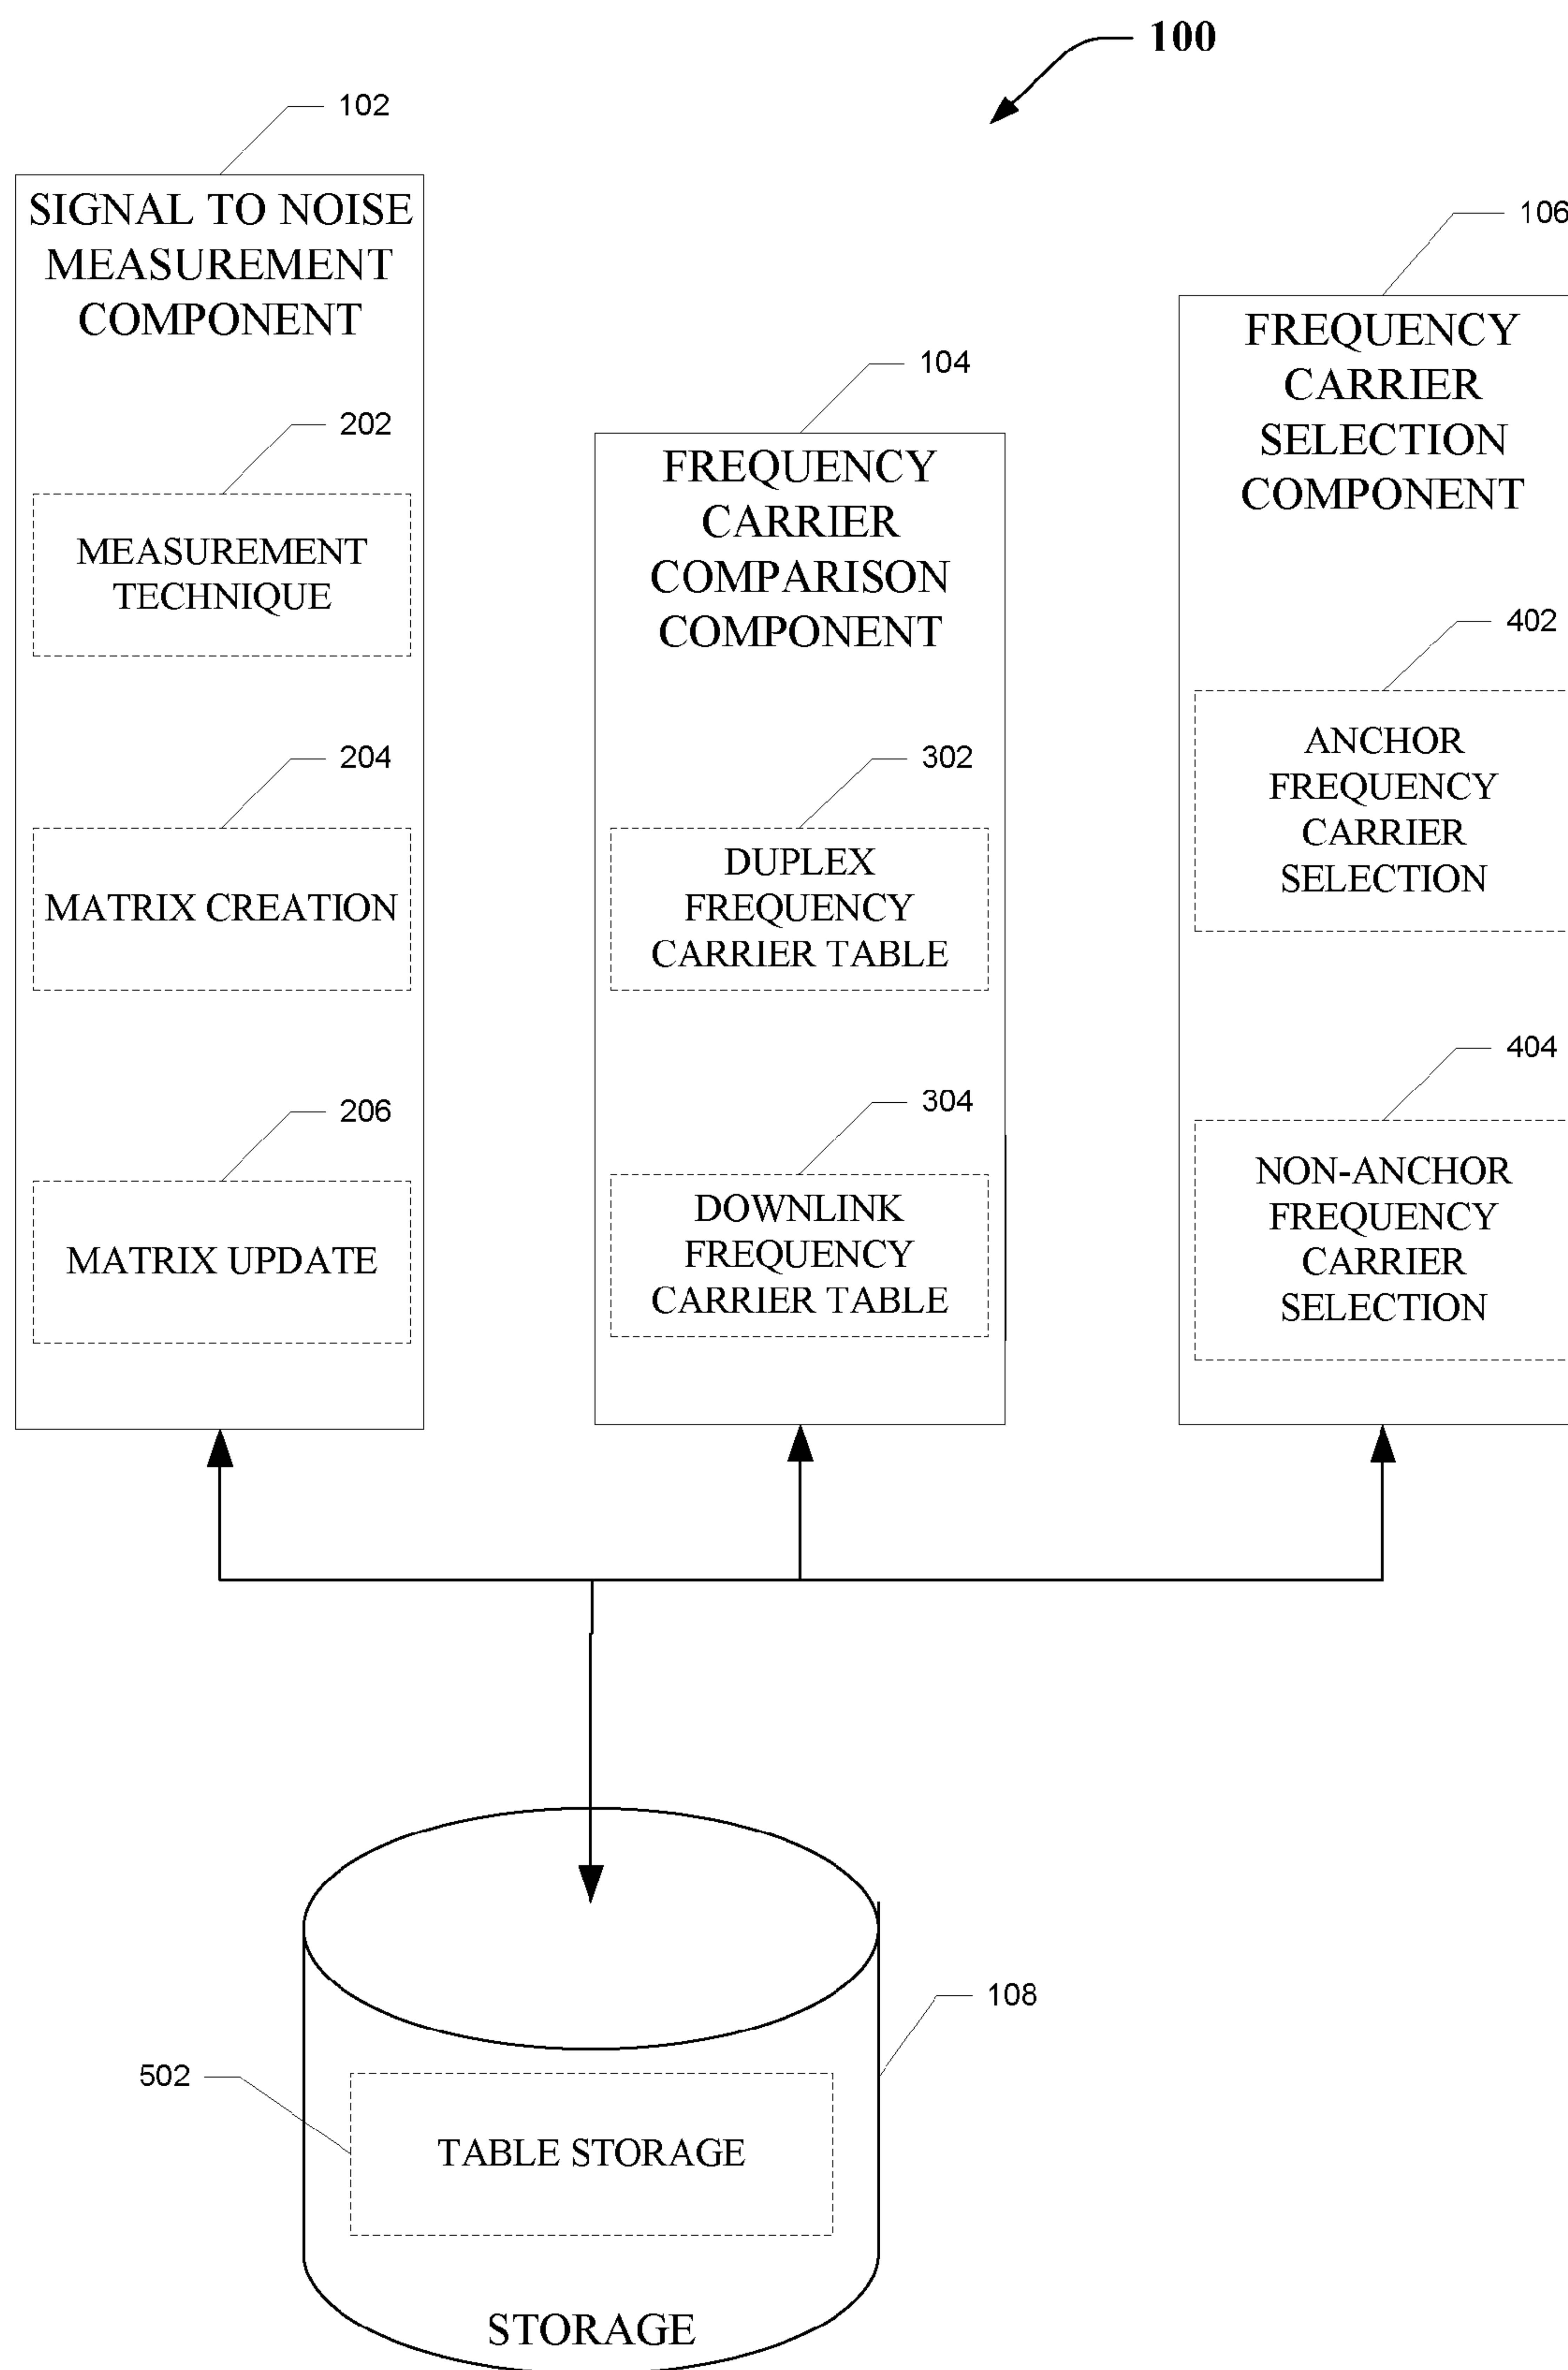 100
102
SIGNAL TO NOISE
MEASUREMENT
COMPONENT
202
MEASUREMENT
TECHNIQUE
204
MATRIX CREATION
206
MATRIX UPDATE
104
FREQUENCY
CARRIER
COMPARISON
COMPONENT
302
DUPLEX
FREQUENCY
CARRIER TABLE
304
DOWNLINK
FREQUENCY
CARRIER TABLE
106
FREQUENCY
CARRIER
SELECTION
COMPONENT
402
ANCHOR
FREQUENCY
CARRIER
SELECTION
404
NON-ANCHOR
FREQUENCY
CARRIER
SELECTION
108
502
TABLE STORAGE
STORAGE